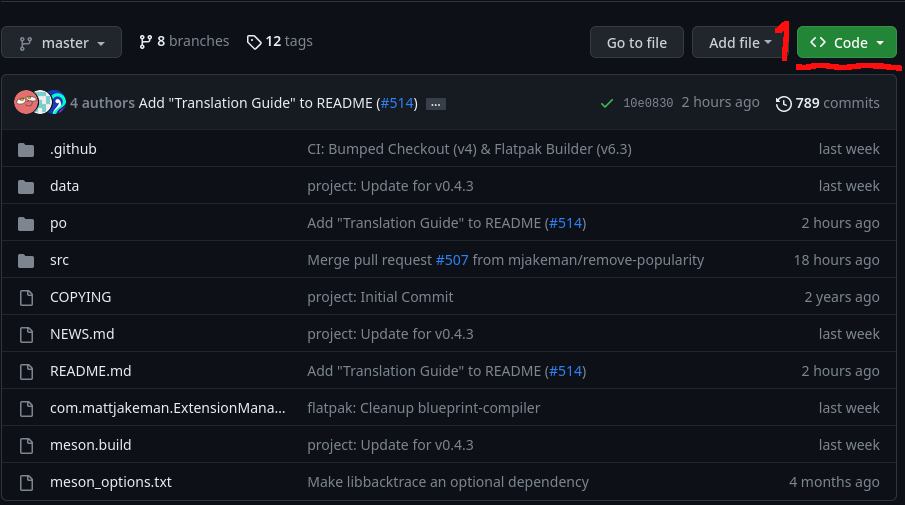 master 8 branches 12 tags Go to file Add file 1 <> Code
4 authors Add "Translation Guide" to README (#514) ... 10e0830 2 hours ago 789 commits
.github CI: Bumped Checkout (v4) & Flatpak Builder (v6.3) last week
data project: Update for v0.4.3 last week
po Add "Translation Guide" to README (#514) 2 hours ago
src Merge pull request #507 from mjakeman/remove-popularity 18 hours ago
COPYING project: Initial Commit 2 years ago
NEWS.md project: Update for v0.4.3 last week
README.md Add "Translation Guide" to README (#514) 2 hours ago
com.mattjakeman.ExtensionMana... flatpak: Cleanup blueprint-compiler last week
meson.build project: Update for v0.4.3 last week
meson_options.txt Make libbacktrace an optional dependency 4 months ago